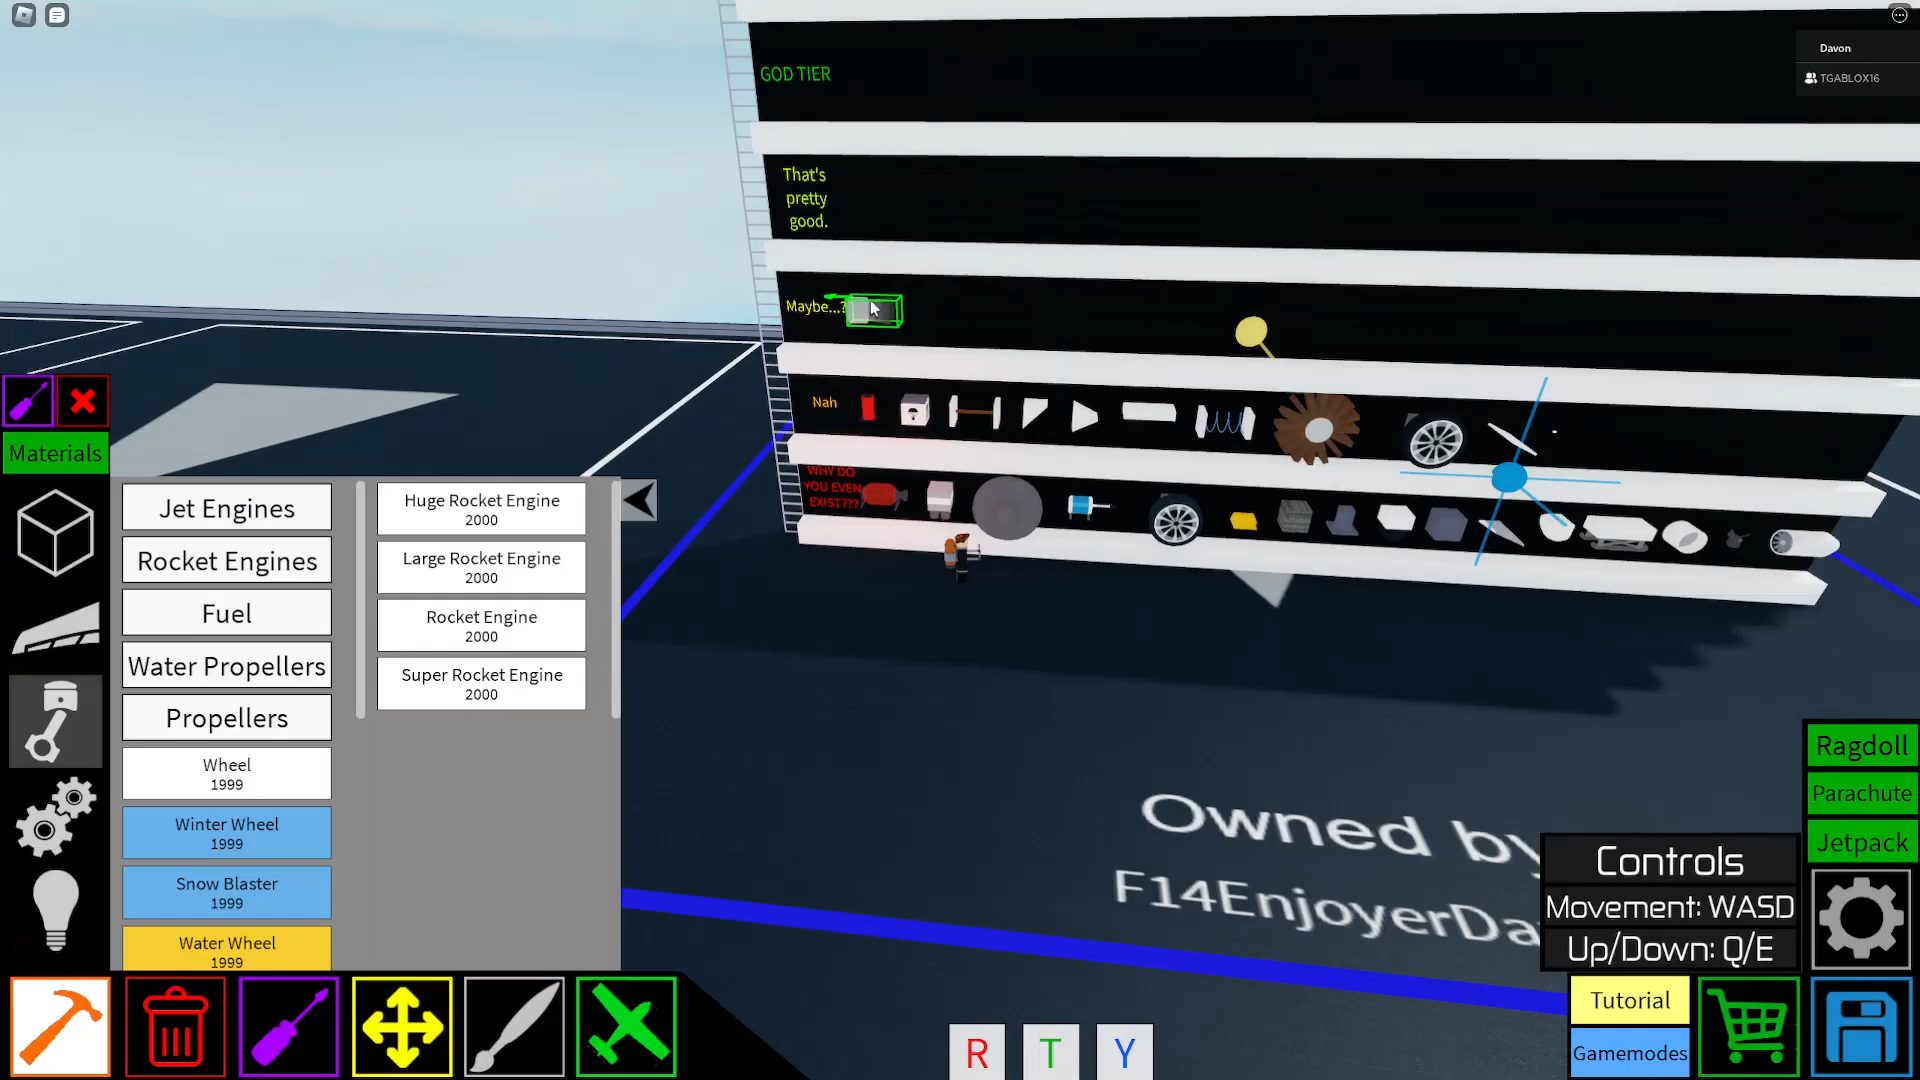 Davon
TGABLOX16
GOD TIER
That's
pretty
good.
Maybe...?
Nah
WHY DO
YOU EVEN
EXIST???
Materials
Jet Engines
Rocket Engines
Fuel
Water Propellers
Propellers
Wheel
1999
Winter Wheel
1999
Snow Blaster
1999
Water Wheel
1999
Huge Rocket Engine
2000
Large Rocket Engine
2000
Rocket Engine
2000
Super Rocket Engine
2000
Owned by
F14EnjoyerDa
Ragdoll
Parachute
Jetpack
Controls
Movement: WASD
Up/Down: Q/E
Tutorial
Gamemodes
R T Y